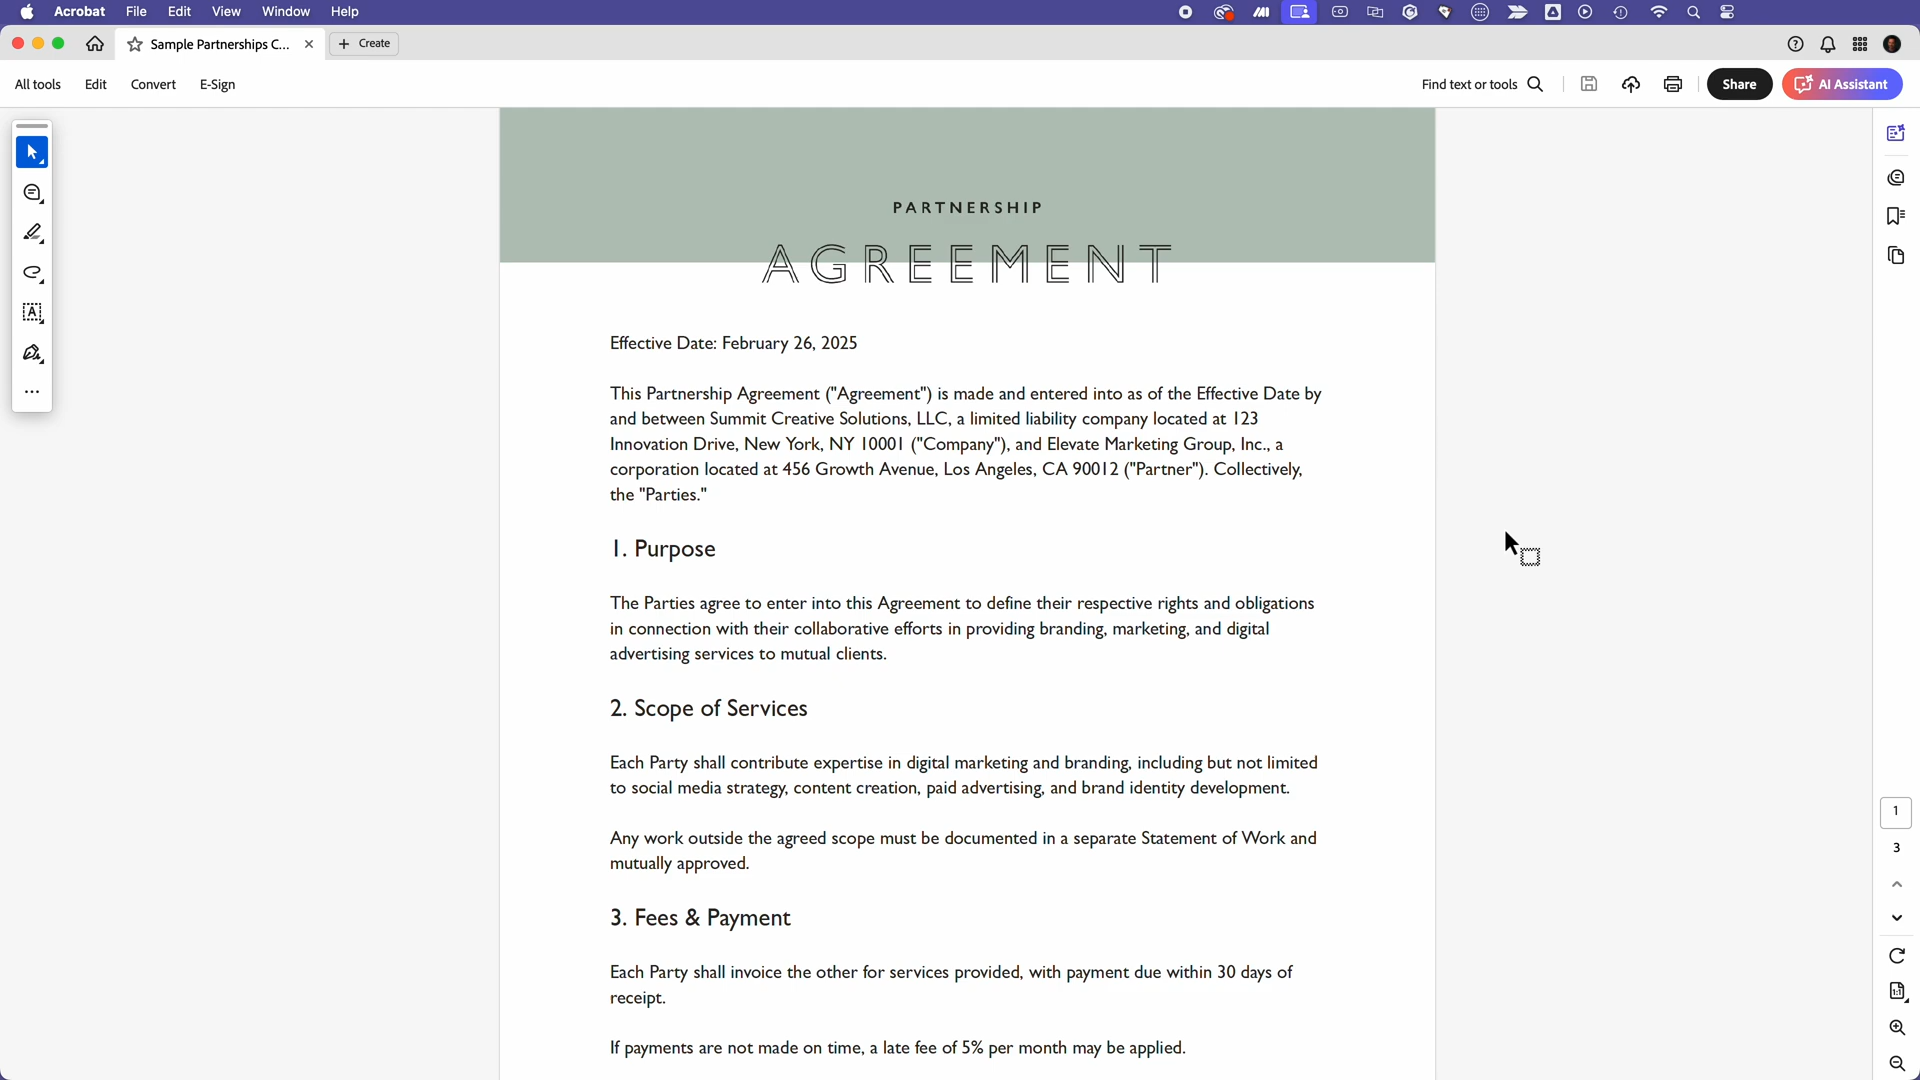 Acrobat File Edit View Window Help
Sample Partnerships C... Create
All tools Edit Convert E-Sign Find text or tools Share AI Assistant
PARTNERSHIP
AGREEMENT
Effective Date: February 26, 2025
This Partnership Agreement ("Agreement") is made and entered into as of the Effective Date by
and between Summit Creative Solutions, LLC, a limited liability company located at 123
Innovation Drive, New York, NY 10001 ("Company"), and Elevate Marketing Group, Inc., a
corporation located at 456 Growth Avenue, Los Angeles, CA 90012 ("Partner"). Collectively,
the "Parties."
1. Purpose
The Parties agree to enter into this Agreement to define their respective rights and obligations
in connection with their collaborative efforts in providing branding, marketing, and digital
advertising services to mutual clients.
2. Scope of Services
Each Party shall contribute expertise in digital marketing and branding, including but not limited
to social media strategy, content creation, paid advertising, and brand identity development.
Any work outside the agreed scope must be documented in a separate Statement of Work and
mutually approved.
3. Fees & Payment
Each Party shall invoice the other for services provided, with payment due within 30 days of
receipt.
If payments are not made on time, a late fee of 5% per month may be applied.
1
3